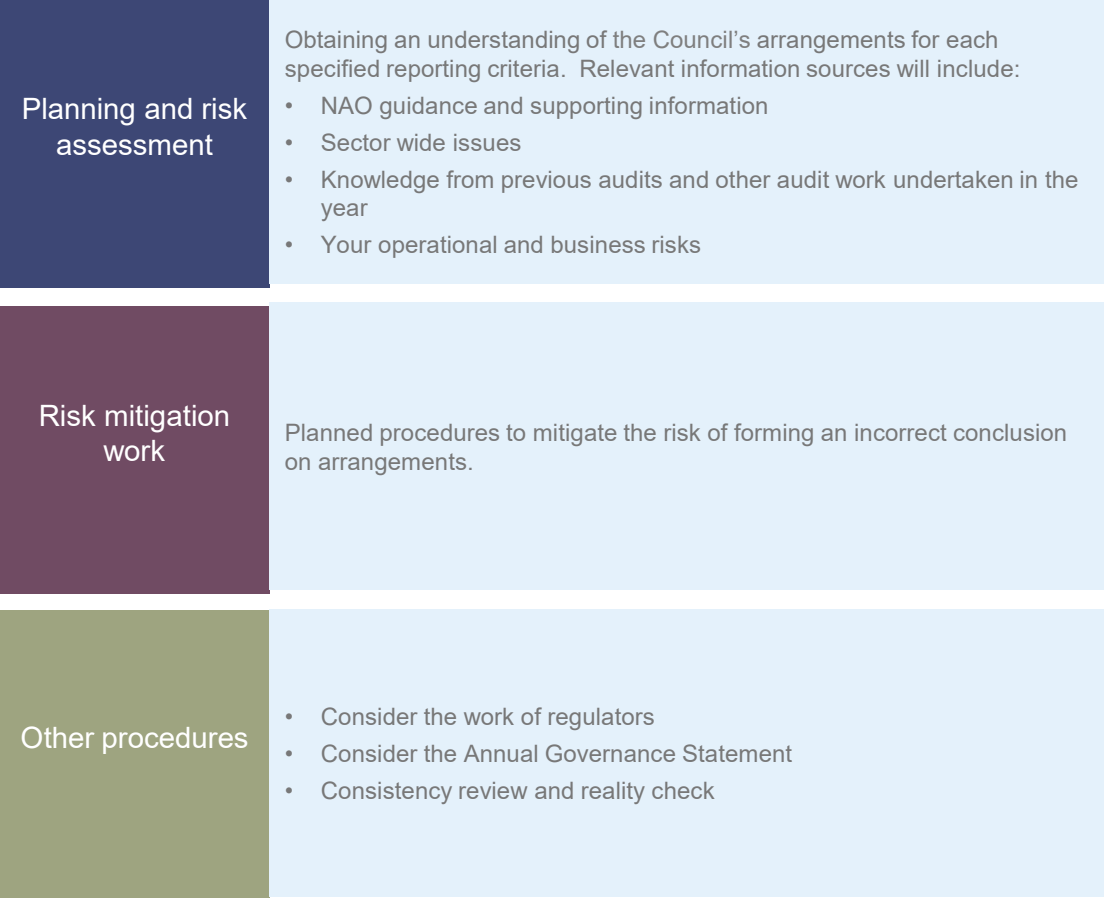 Planning and risk
assessment
Obtaining an understanding of the Council’s arrangements for each
specified reporting criteria.  Relevant information sources will include:
• NAO guidance and supporting information
• Sector wide issues
• Knowledge from previous audits and other audit work undertaken in the
year
• Your operational and business risks
Risk mitigation
work
Planned procedures to mitigate the risk of forming an incorrect conclusion
on arrangements.
Other procedures
• Consider the work of regulators
• Consider the Annual Governance Statement
• Consistency review and reality check